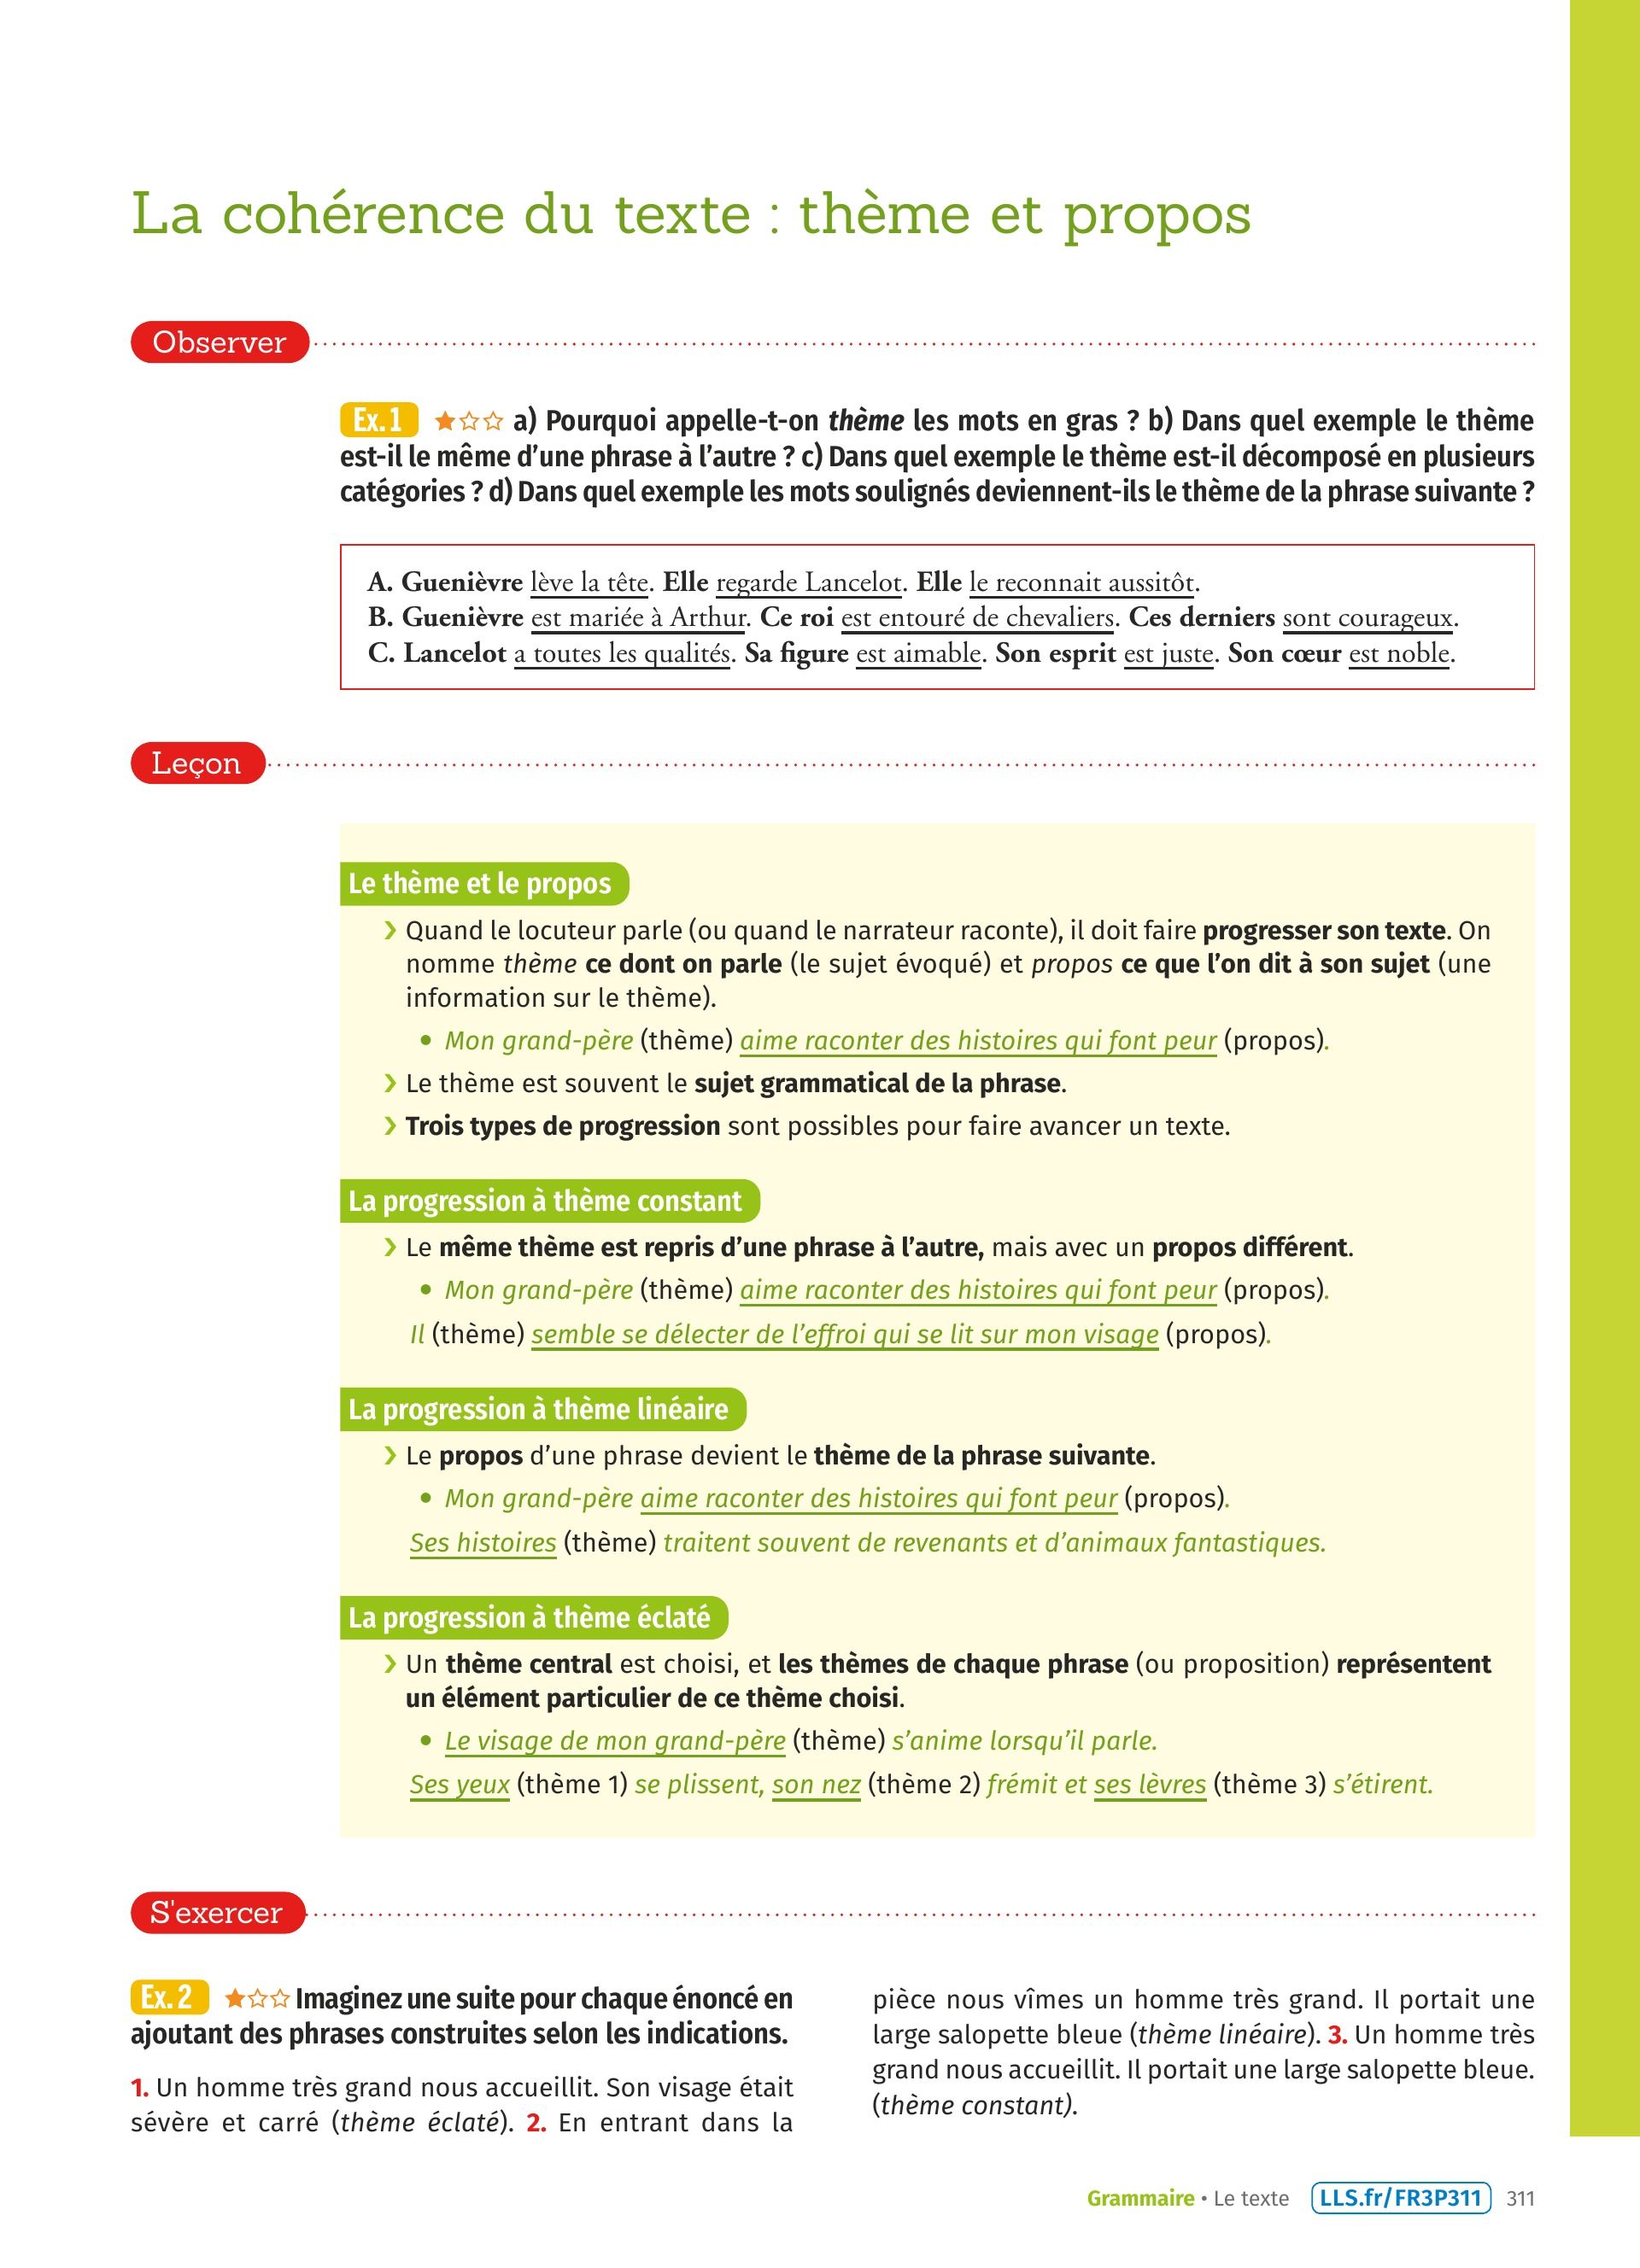 La cohérence du texte : thème et propos
Observer
Ex. 1 a) Pourquoi appelle-t-on thème les mots en gras ? b) Dans quel exemple le thème
est-il le même d’une phrase à l’autre ? c) Dans quel exemple le thème est-il décomposé en plusieurs
catégories ? d) Dans quel exemple les mots soulignés deviennent-ils le thème de la phrase suivante ?
A. Guenièvre lève la tête. Elle regarde Lancelot. Elle le reconnait aussitôt.
B. Guenièvre est mariée à Arthur. Ce roi est entouré de chevaliers. Ces derniers sont courageux.
C. Lancelot a toutes les qualités. Sa figure est aimable. Son esprit est juste. Son cœur est noble.
Leçon
Le thème et le propos
› Quand le locuteur parle (ou quand le narrateur raconte), il doit faire progresser son texte. On
nomme thème ce dont on parle (le sujet évoqué) et propos ce que l’on dit à son sujet (une
information sur le thème).
• Mon grand-père (thème) aime raconter des histoires qui font peur (propos).
› Le thème est souvent le sujet grammatical de la phrase.
› Trois types de progression sont possibles pour faire avancer un texte.
La progression à thème constant
› Le même thème est repris d’une phrase à l’autre, mais avec un propos différent.
• Mon grand-père (thème) aime raconter des histoires qui font peur (propos).
Il (thème) semble se délecter de l’effroi qui se lit sur mon visage (propos).
La progression à thème linéaire
› Le propos d’une phrase devient le thème de la phrase suivante.
• Mon grand-père aime raconter des histoires qui font peur (propos).
Ses histoires (thème) traitent souvent de revenants et d’animaux fantastiques.
La progression à thème éclaté
› Un thème central est choisi, et les thèmes de chaque phrase (ou proposition) représentent
un élément particulier de ce thème choisi.
• Le visage de mon grand-père (thème) s’anime lorsqu’il parle.
Ses yeux (thème 1) se plissent, son nez (thème 2) frémit et ses lèvres (thème 3) s’étirent.
S'exercer
Ex. 2 Imaginez une suite pour chaque énoncé en
ajoutant des phrases construites selon les indications.
1. Un homme très grand nous accueillit. Son visage était
sévère et carré (thème éclaté). 2. En entrant dans la
pièce nous vîmes un homme très grand. Il portait une
large salopette bleue (thème linéaire). 3. Un homme très
grand nous accueillit. Il portait une large salopette bleue.
(thème constant).
Grammaire • Le texte LLS.fr/FR3P311 311